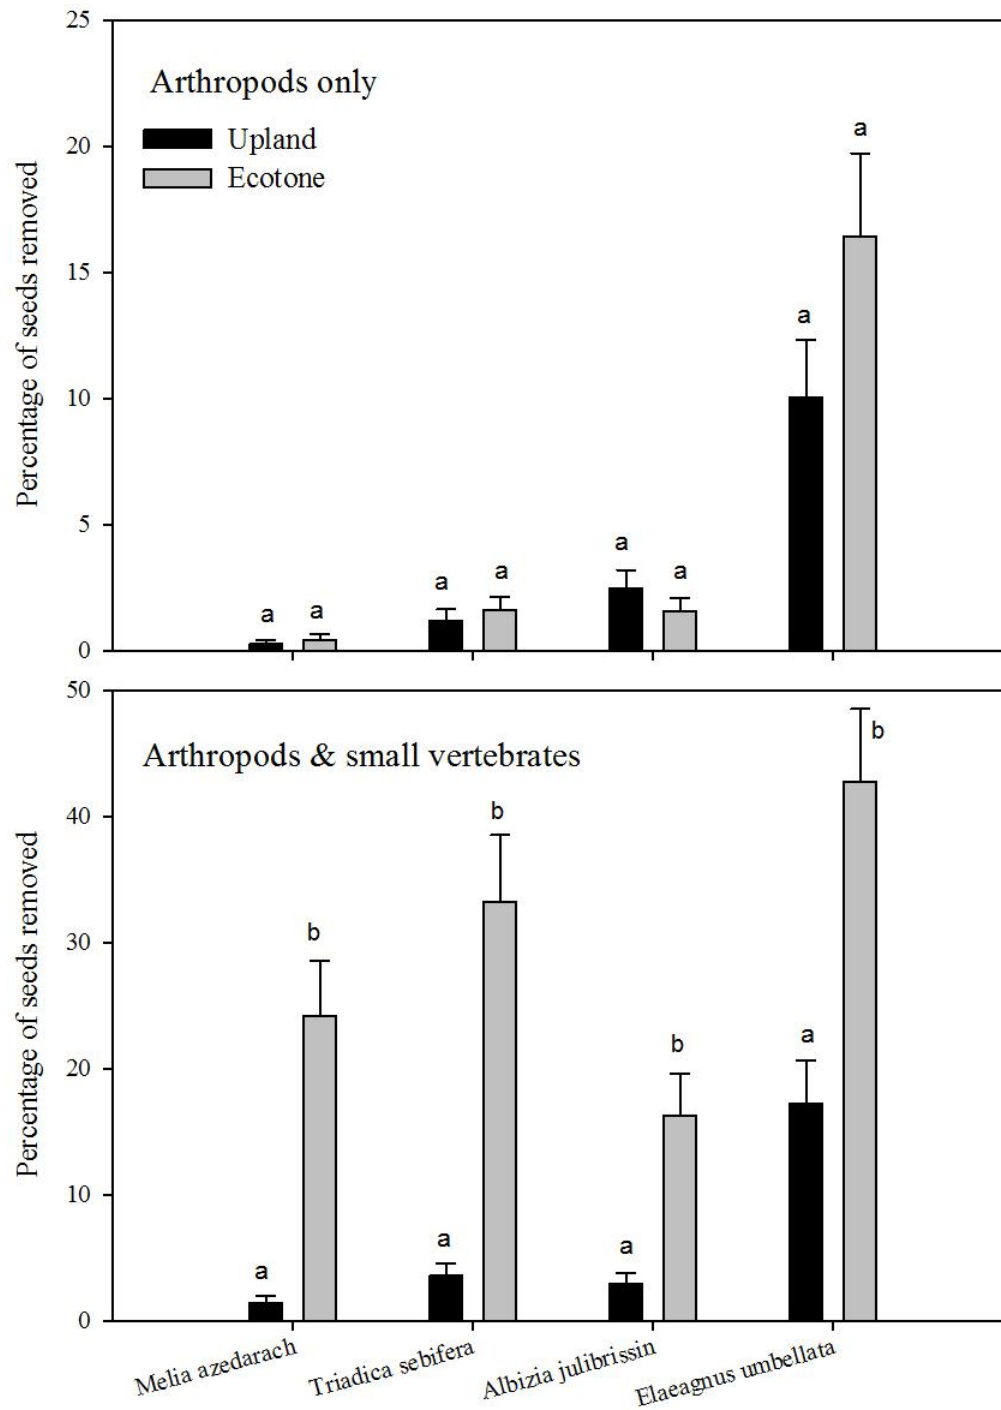 25
Arthropods only
Upland
Ecotone
20
15
10
5
0
Percentage of seeds removed
a a a a a a a a
50
Arthropods & small vertebrates
40
30
20
10
0
Percentage of seeds removed
a b a b a b a b
Melia azedarach
Triadica sebifera
Albizia julibrissin
Elaeagnus umbellata